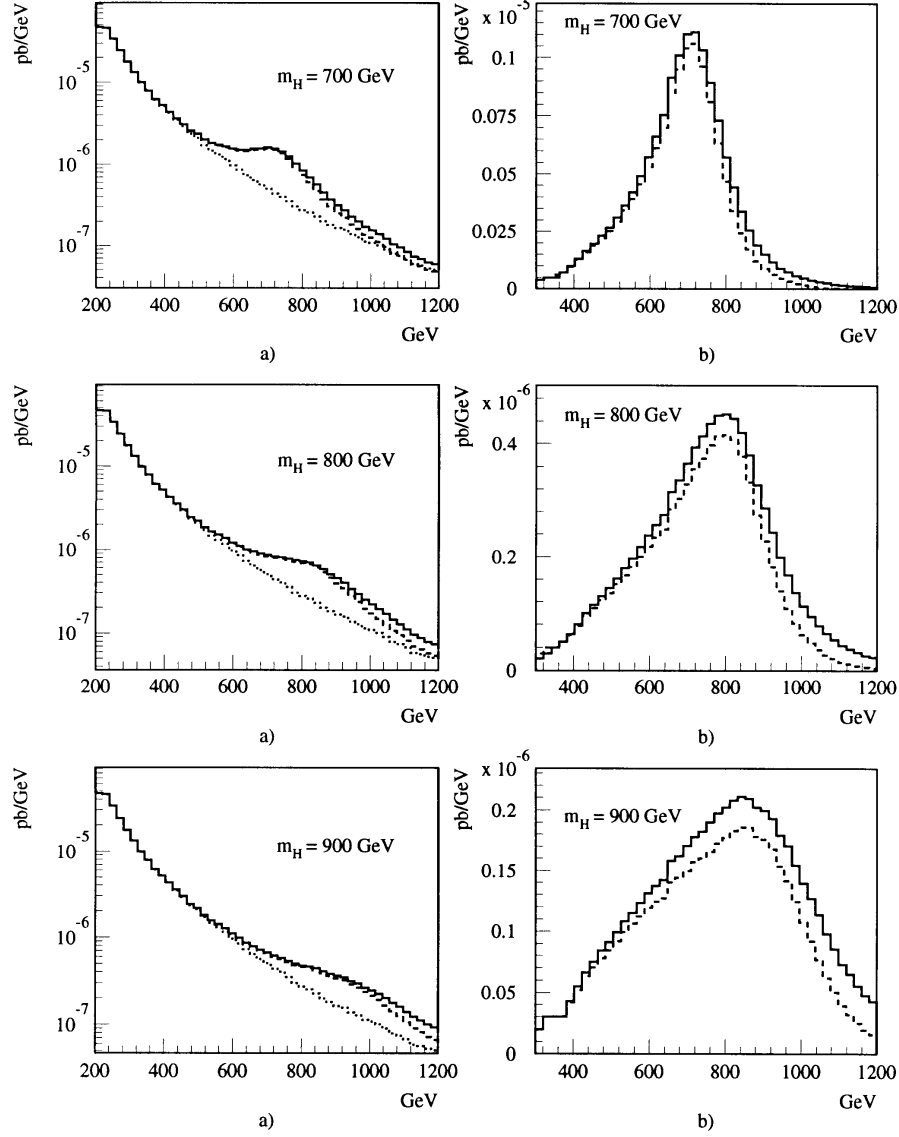 pb/GeV
10^-5
10^-6
10^-7
m_H = 700 GeV
200 400 600 800 1000 1200
GeV
a)
pb/GeV
x 10^-5
m_H = 700 GeV
0.1
0.075
0.05
0.025
0
400 600 800 1000 1200
GeV
b)
pb/GeV
10^-5
10^-6
10^-7
m_H = 800 GeV
200 400 600 800 1000 1200
GeV
a)
pb/GeV
x 10^-6
m_H = 800 GeV
0.4
0.2
0
400 600 800 1000 1200
GeV
b)
pb/GeV
10^-5
10^-6
10^-7
m_H = 900 GeV
200 400 600 800 1000 1200
GeV
a)
pb/GeV
x 10^-6
m_H = 900 GeV
0.2
0.15
0.1
0.05
0
400 600 800 1000 1200
GeV
b)